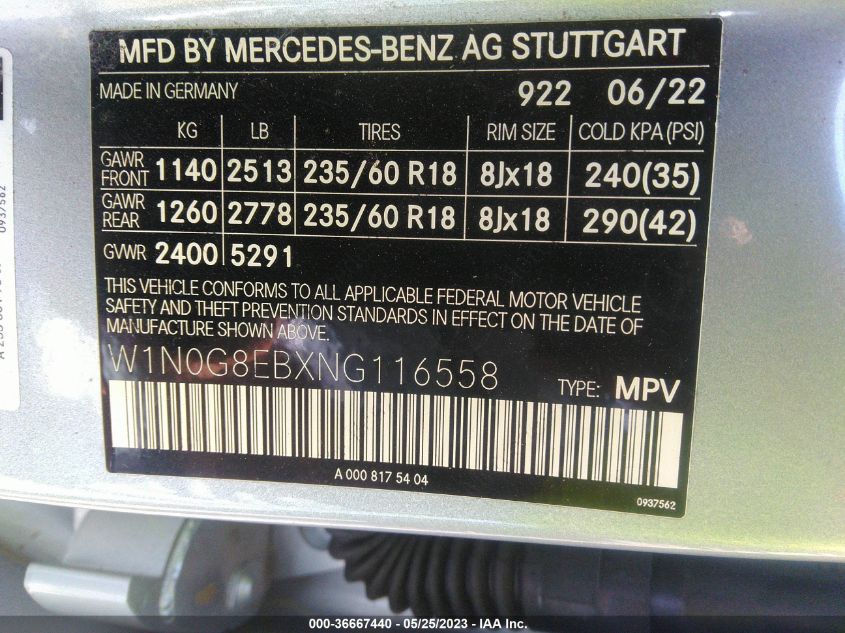 MFD BY MERCEDES-BENZ AG STUTTGART
MADE IN GERMANY 922 06/22
KG LB TIRES RIM SIZE COLD KPA (PSI)
GAWR FRONT 1140 2513 235/60 R18 8Jx18 240(35)
GAWR REAR 1260 2778 235/60 R18 8Jx18 290(42)
GVWR 2400 5291
THIS VEHICLE CONFORMS TO ALL APPLICABLE FEDERAL MOTOR VEHICLE
SAFETY AND THEFT PREVENTION STANDARDS IN EFFECT ON THE DATE OF
MANUFACTURE SHOWN ABOVE.
W1N0G8EBXNG116558 TYPE: MPV
A 000 817 54 04
0937562
0937562
000-36667440 - 05/25/2023 - IAA Inc.